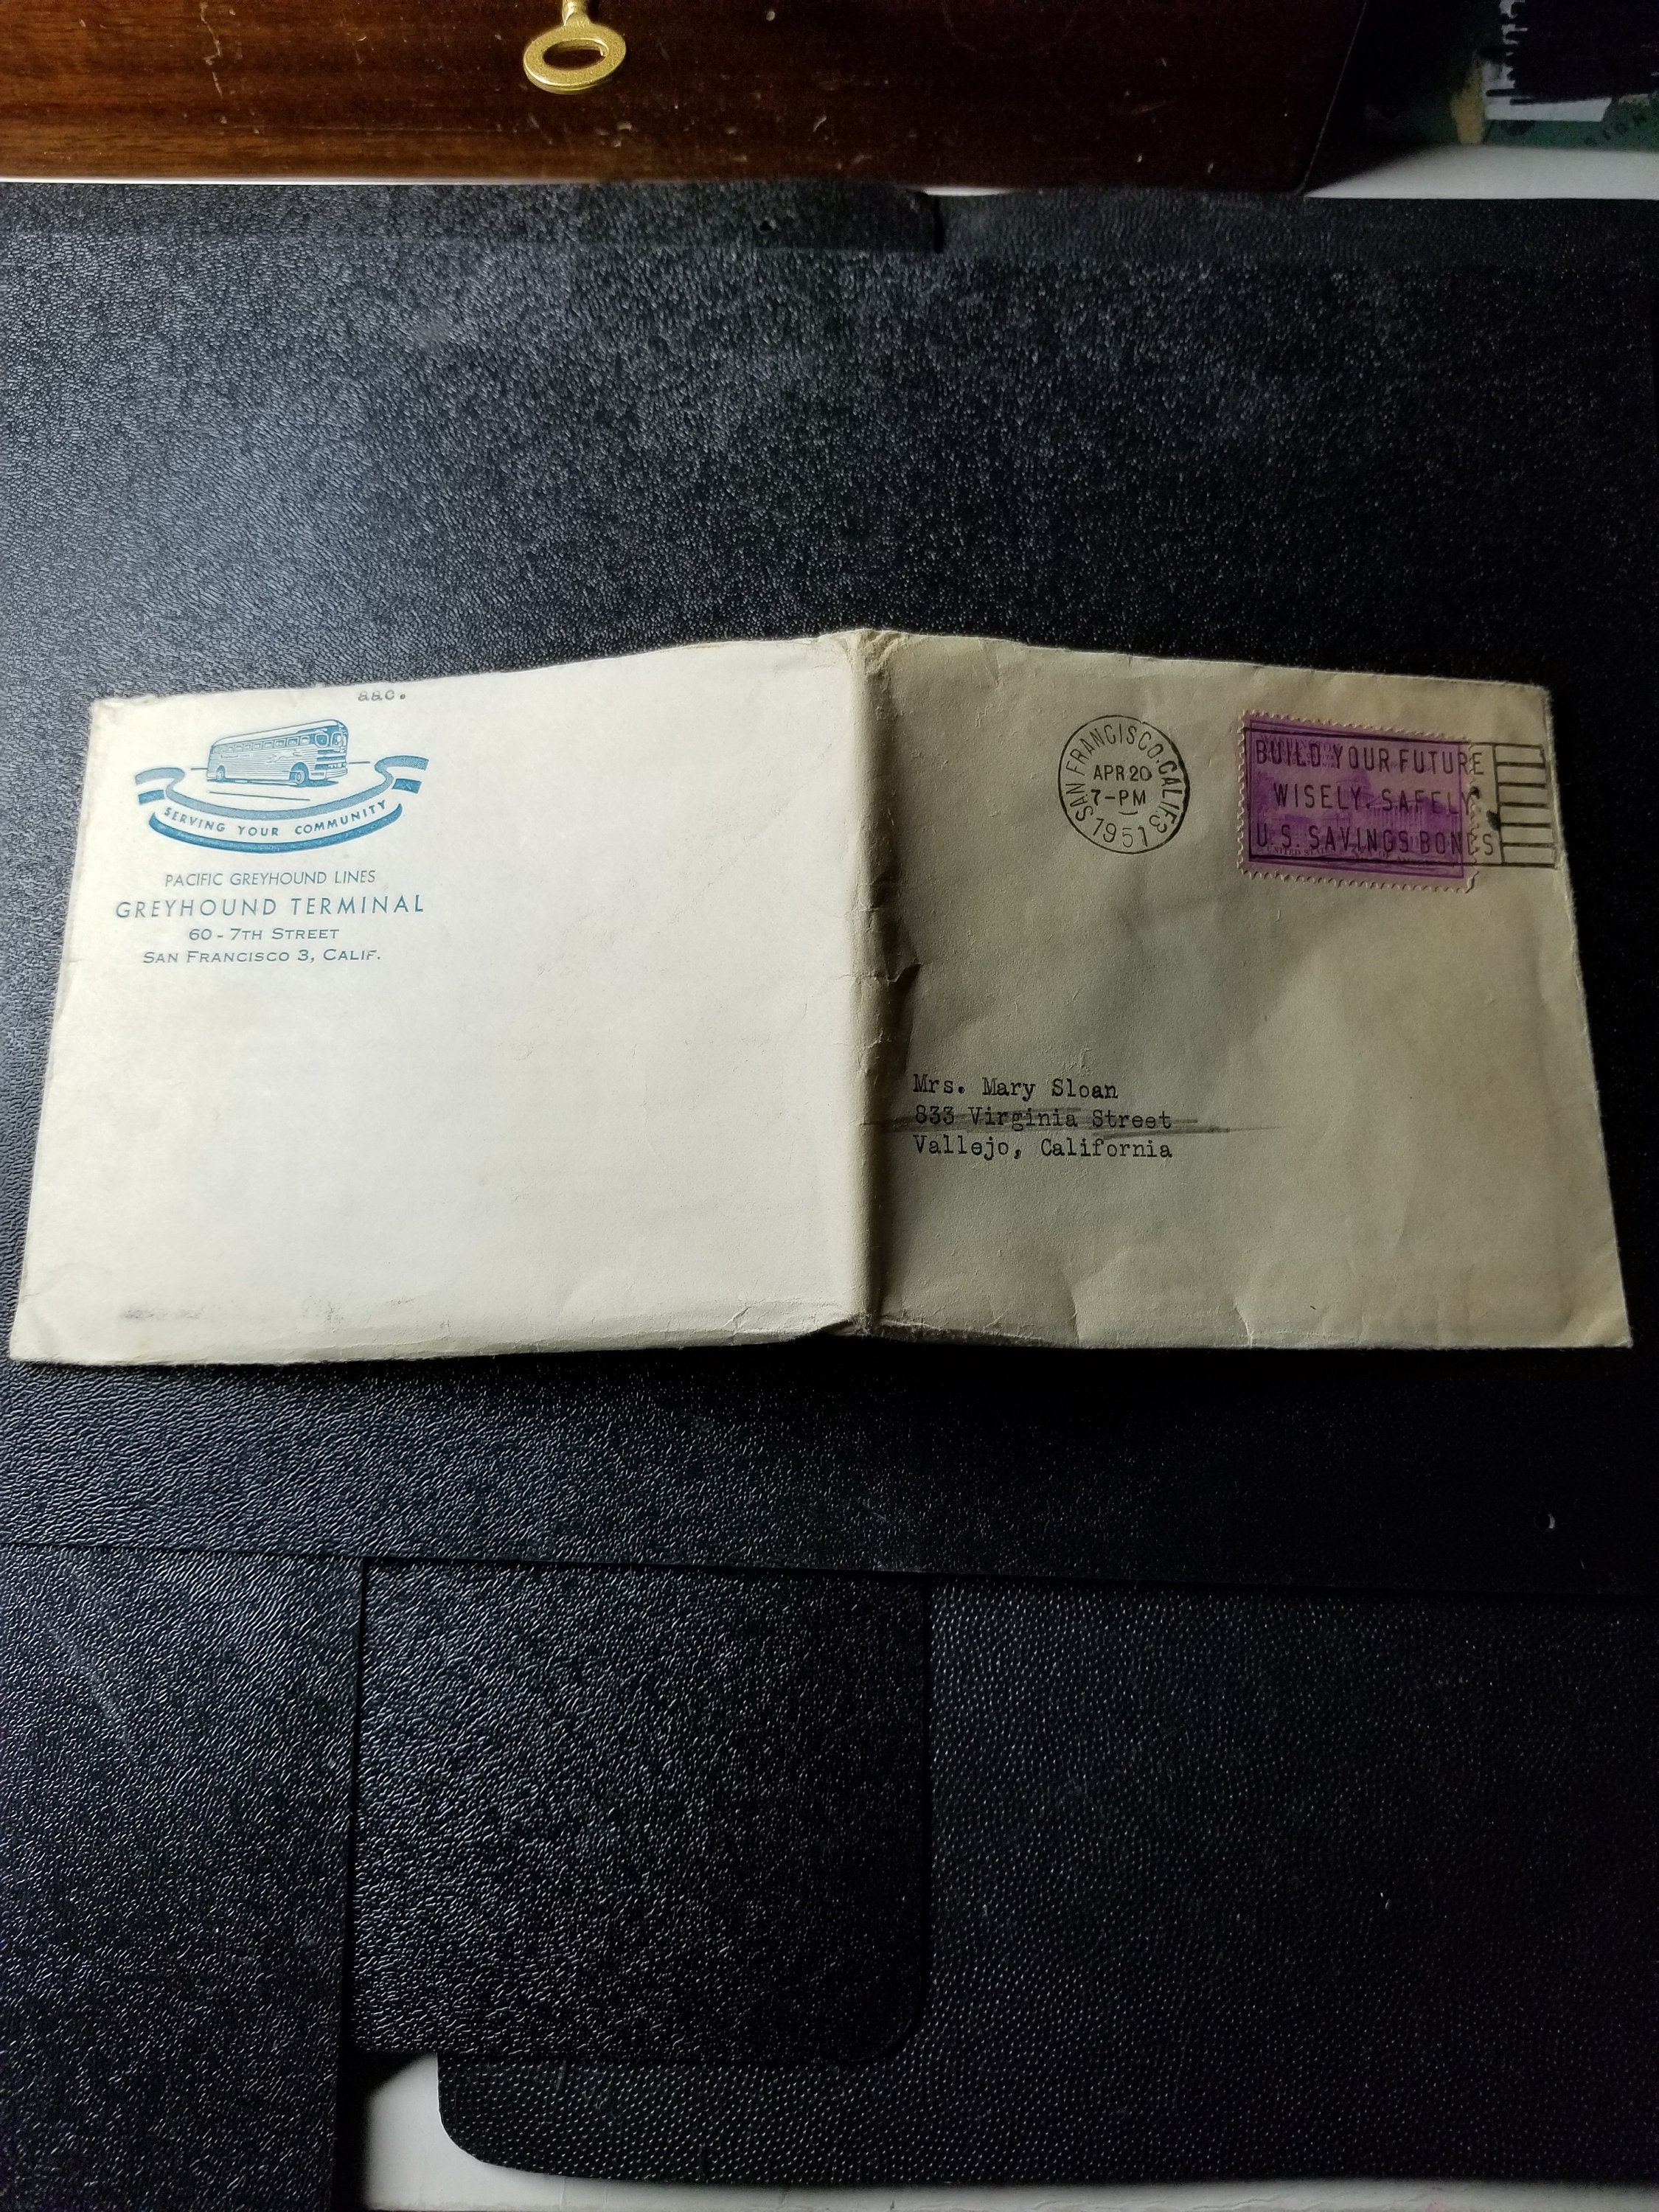 aac.
SERVING YOUR COMMUNITY
PACIFIC GREYHOUND LINES
GREYHOUND TERMINAL
60 - 7TH STREET
SAN FRANCISCO 3, CALIF.
SAN FRANCISCO, CALIF. 3
APR 20
7-PM
1951
BUILD YOUR FUTURE
WISELY, SAFELY
U.S. SAVINGS BONDS
Mrs. Mary Sloan
833 Virginia Street
Vallejo, California